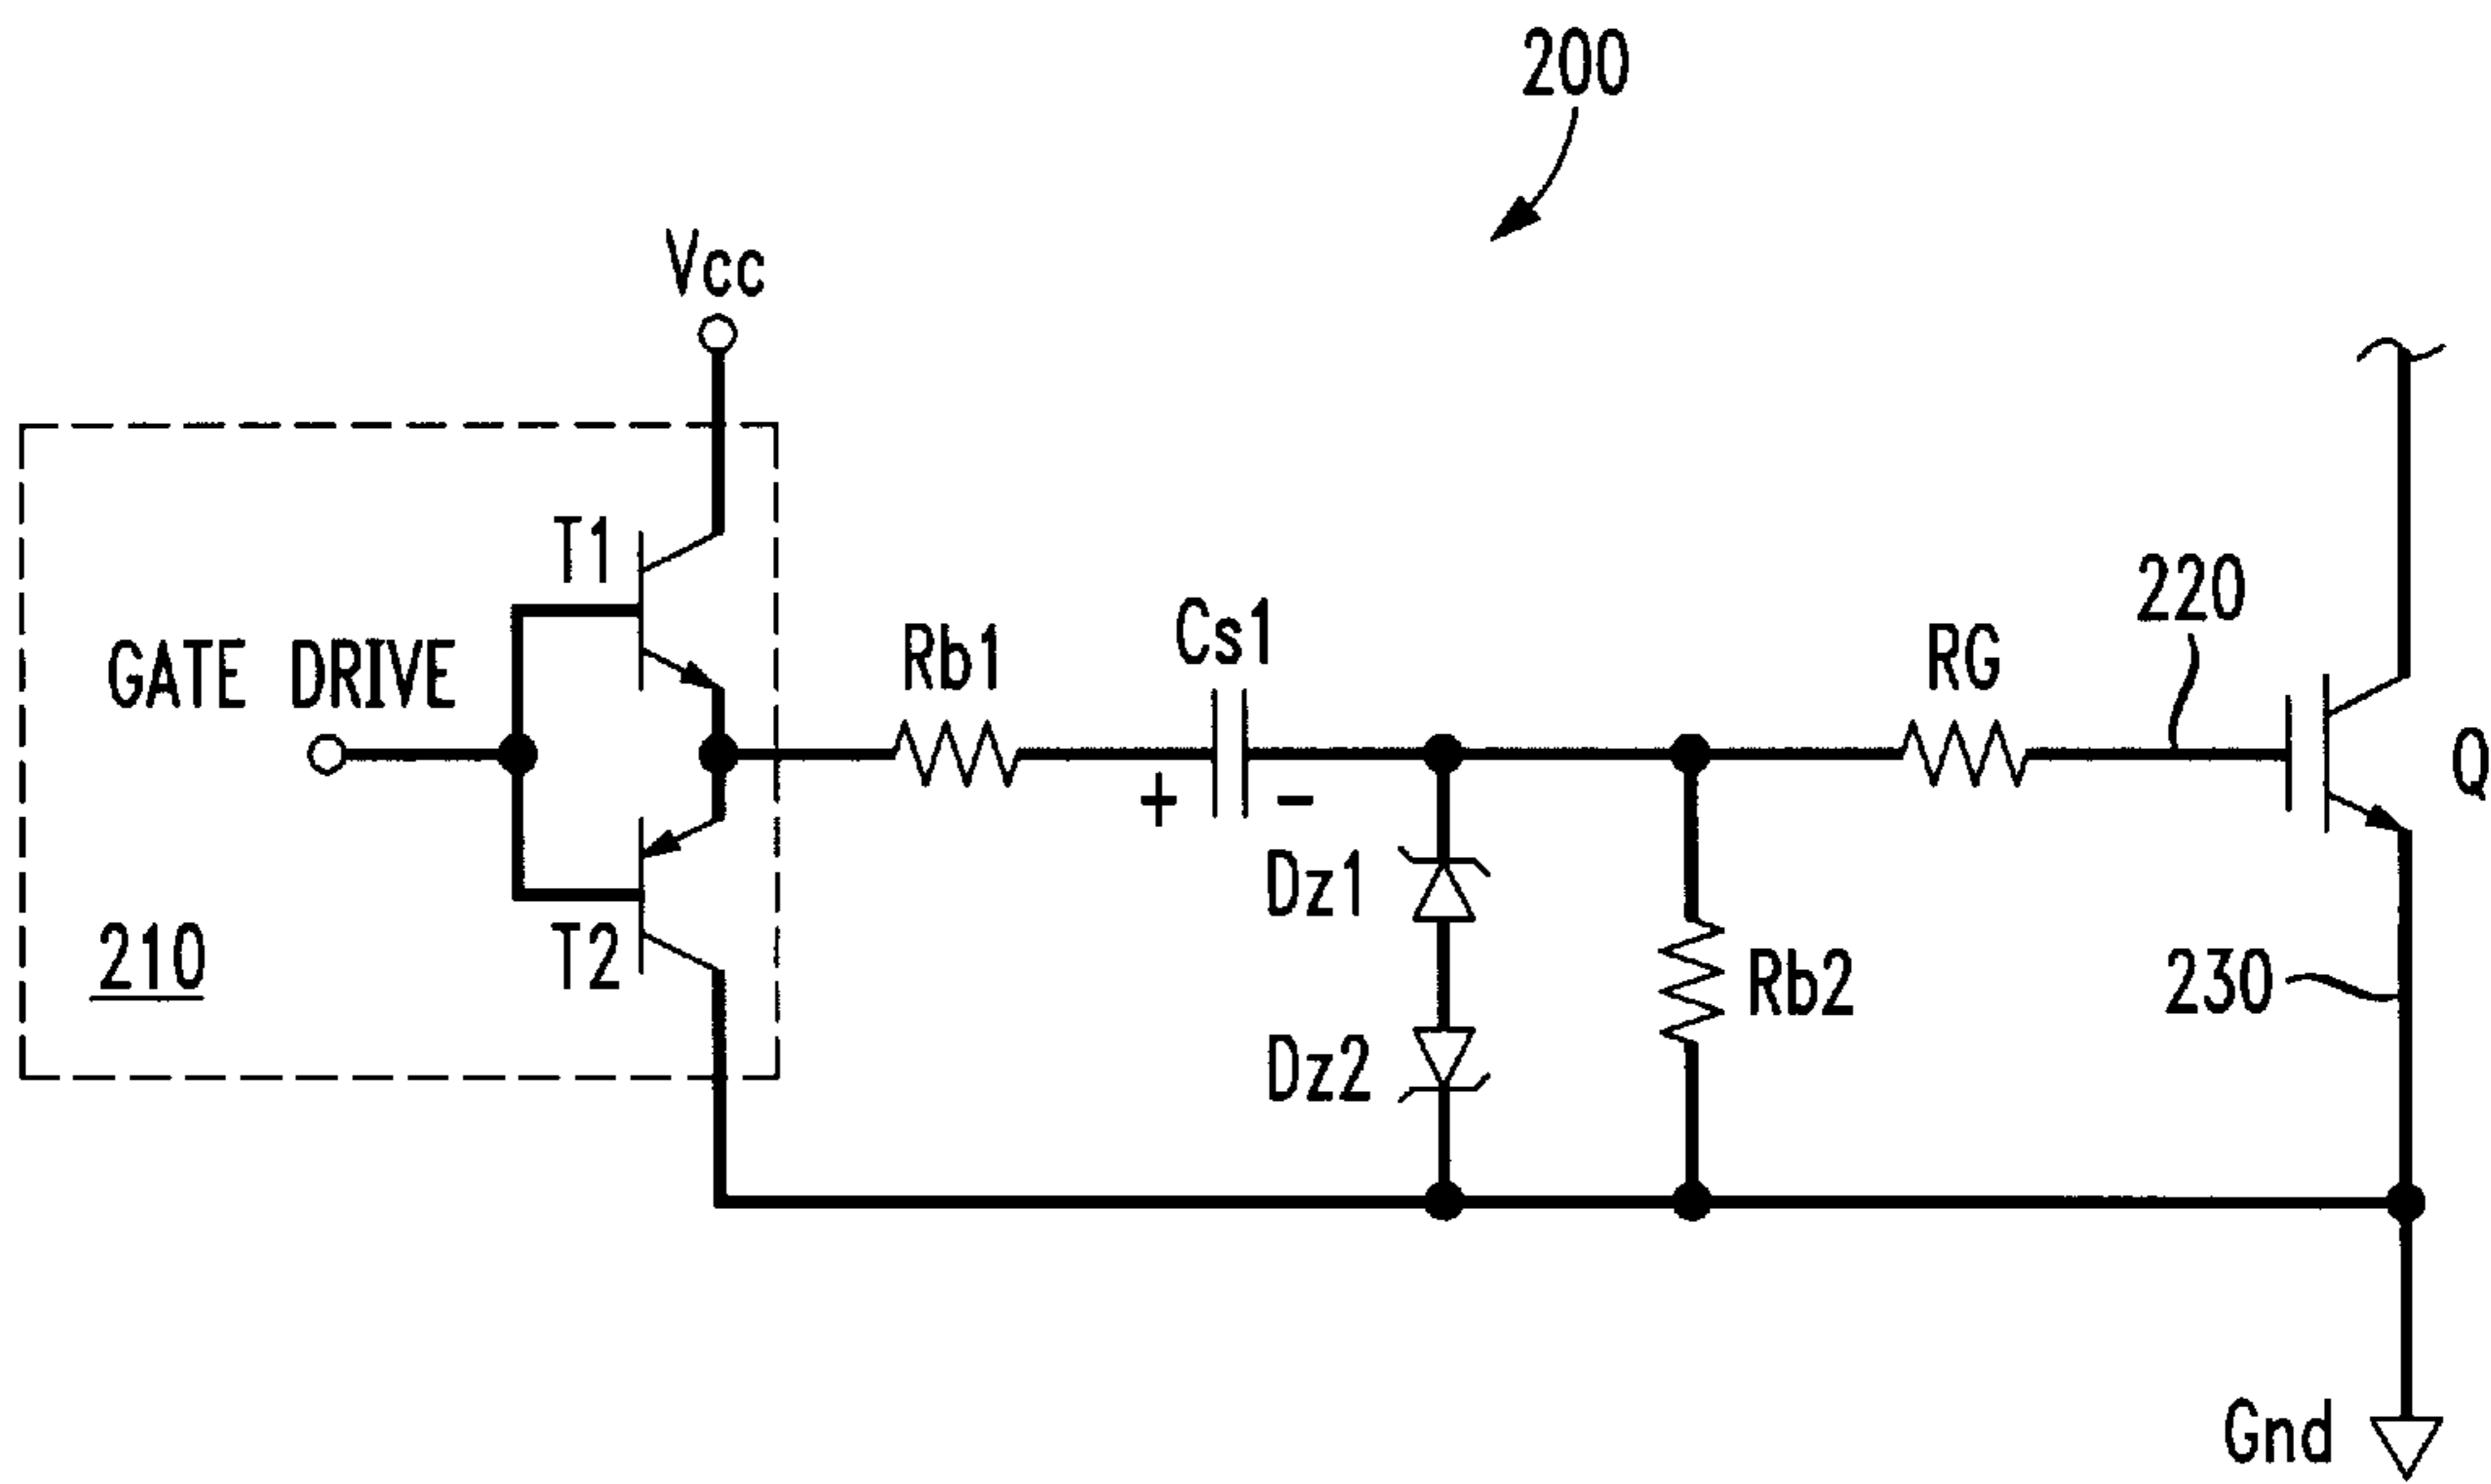 200
Vcc
T1
GATE DRIVE
Rb1
Cs1
RG
220
Q
+ -
Dz1
T2
210
Rb2
230
Dz2
Gnd